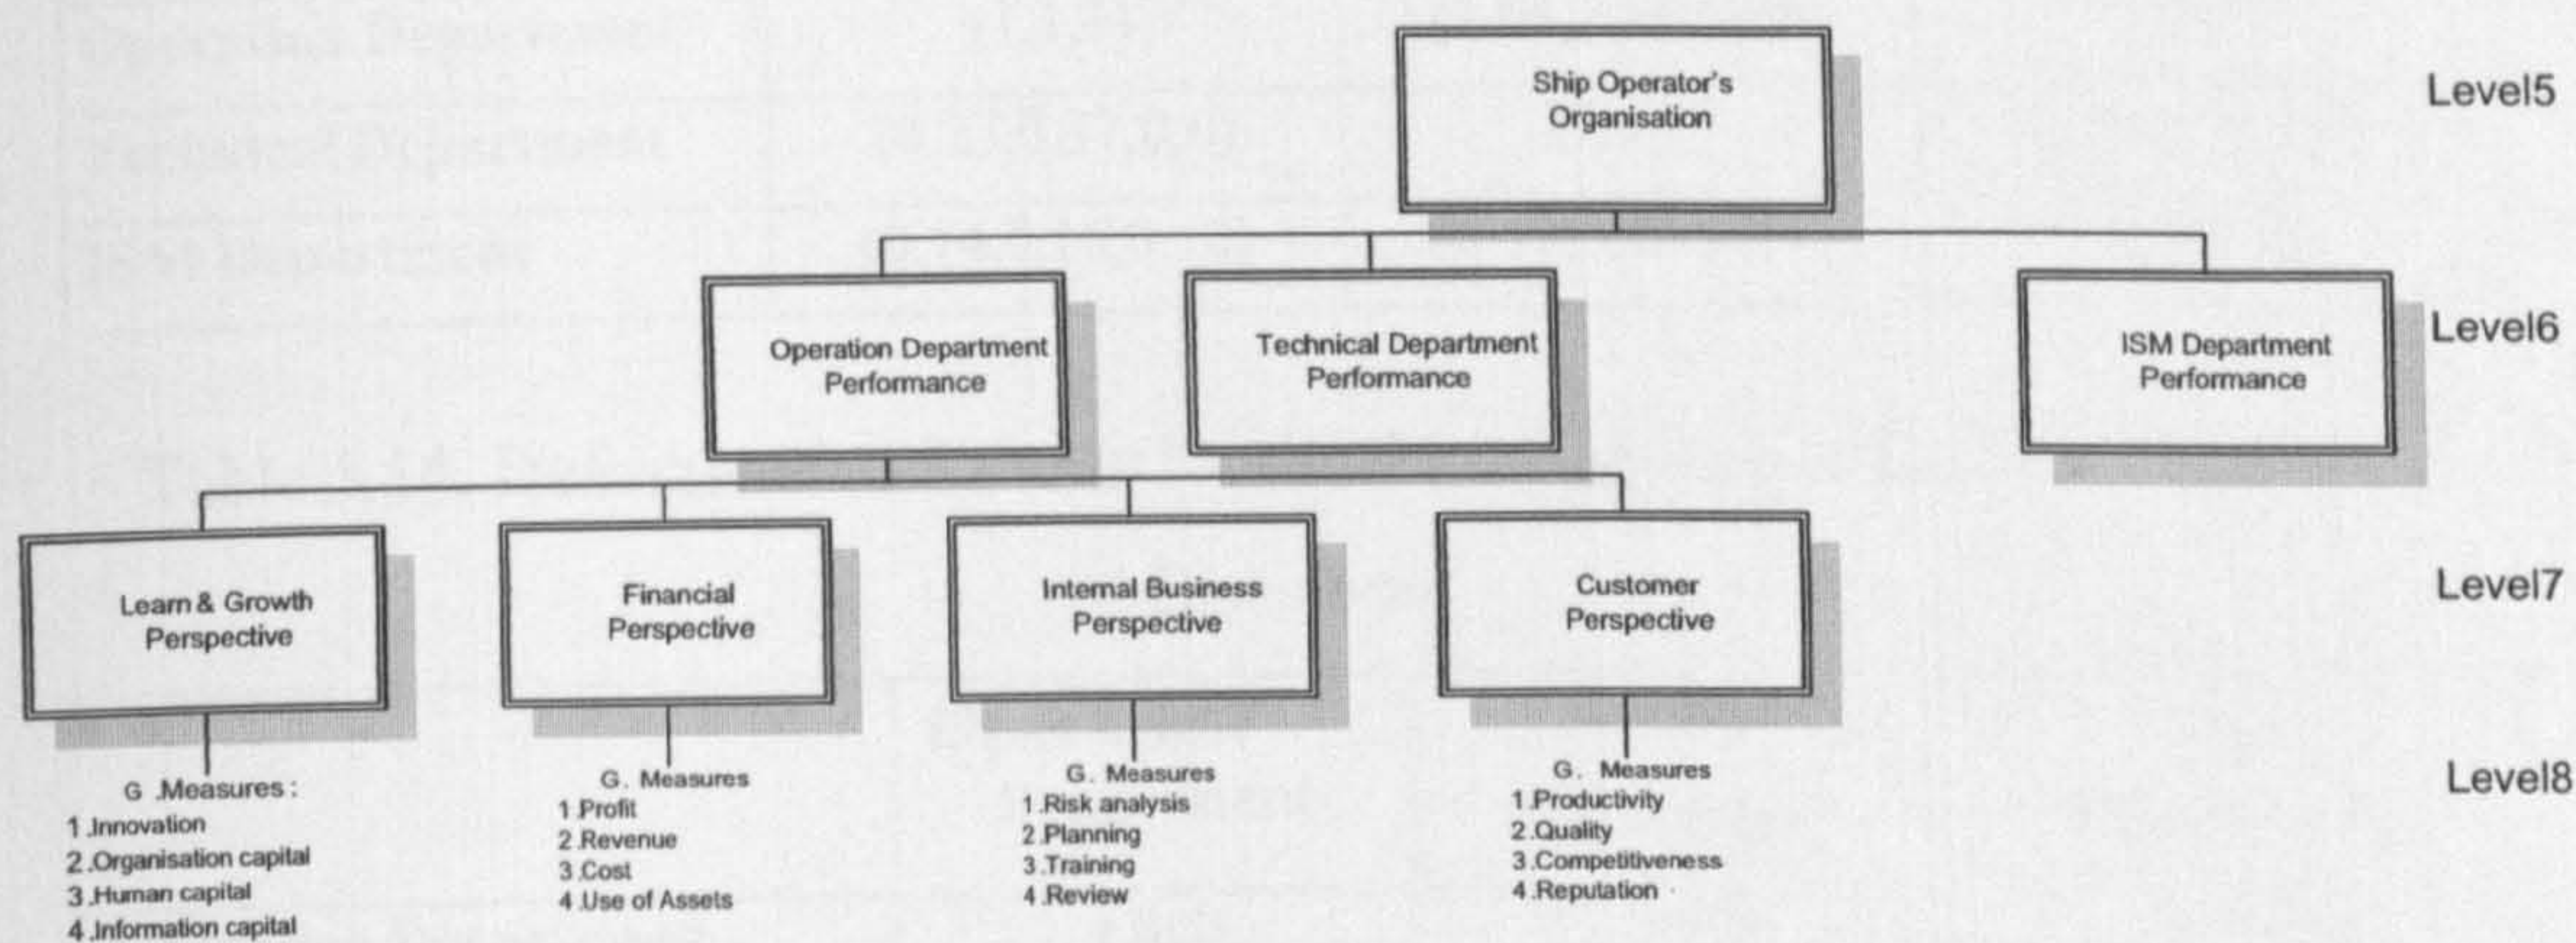 Ship Operator's
Organisation
Level5
Operation Department
Performance
Technical Department
Performance
ISM Department
Performance
Level6
Learn & Growth
Perspective
Financial
Perspective
Internal Business
Perspective
Customer
Perspective
Level7
G .Measures :
1 .Innovation
2 .Organisation capital
3 .Human capital
4 .Information capital
G. Measures
1 .Profit
2 .Revenue
3 .Cost
4 .Use of Assets
G. Measures
1 .Risk analysis
2 .Planning
3 .Training
4 .Review
G. Measures
1 .Productivity
2 .Quality
3 .Competitiveness
4 .Reputation
Level8